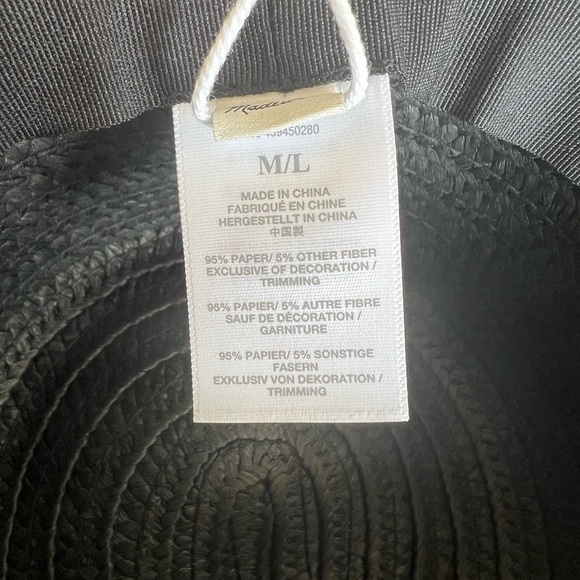 439450280
M/L
MADE IN CHINA
FABRIQUÉ EN CHINE
HERGESTELLT IN CHINA
中国製
95% PAPER/ 5% OTHER FIBER
EXCLUSIVE OF DECORATION /
TRIMMING
95% PAPIER/ 5% AUTRE FIBRE
SAUF DE DÉCORATION /
GARNITURE
95% PAPIER/ 5% SONSTIGE
FASERN
EXKLUSIV VON DEKORATION /
TRIMMING